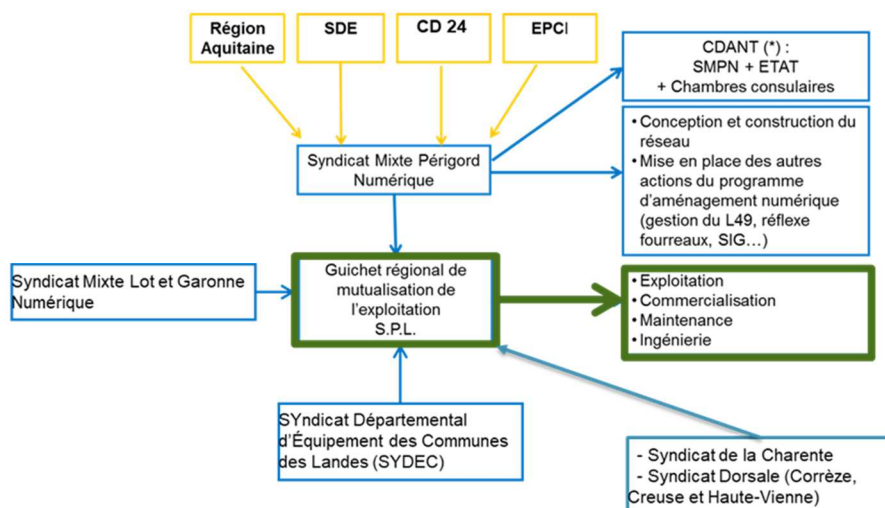 Région
Aquitaine
SDE
CD 24
EPCI
CDANT (*) :
SMPN + ETAT
+ Chambres consulaires
Syndicat Mixte Périgord
Numérique
• Conception et construction du
réseau
• Mise en place des autres
actions du programme
d'aménagement numérique
(gestion du L49, réflexe
fourreaux, SIG…)
Syndicat Mixte Lot et Garonne
Numérique
Guichet régional de
mutualisation de
l'exploitation
S.P.L.
• Exploitation
• Commercialisation
• Maintenance
• Ingénierie
SYndicat Départemental
d'Équipement des Communes
des Landes (SYDEC)
- Syndicat de la Charente
- Syndicat Dorsale (Corrèze,
Creuse et Haute-Vienne)